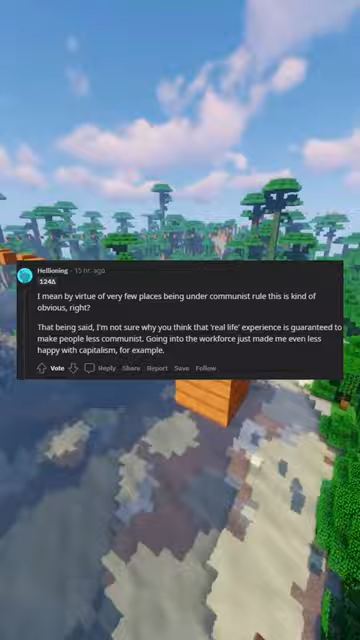 Hellioning · 15 hr. ago
124∆
I mean by virtue of very few places being under communist rule this is kind of
obvious, right?
That being said, I'm not sure why you think that 'real life' experience is guaranteed to
make people less communist. Going into the workforce just made me even less
happy with capitalism, for example.
Vote Reply Share Report Save Follow